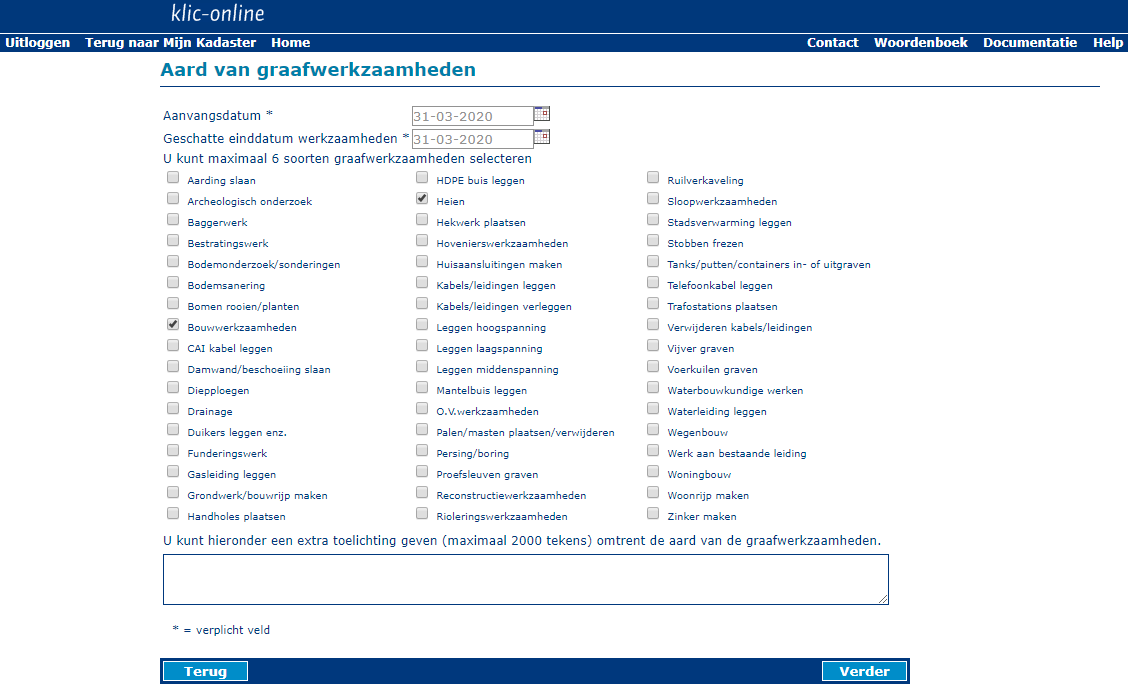 klic-online
Uitloggen Terug naar Mijn Kadaster Home Contact Woordenboek Documentatie Help
Aard van graafwerkzaamheden
Aanvangsdatum * 31-03-2020
Geschatte einddatum werkzaamheden * 31-03-2020
U kunt maximaal 6 soorten graafwerkzaamheden selecteren
Aarding slaan HDPE buis leggen Ruilverkaveling
Archeologisch onderzoek Heien Sloopwerkzaamheden
Baggerwerk Hekwerk plaatsen Stadsverwarming leggen
Bestratingswerk Hovenierswerkzaamheden Stobben frezen
Bodemonderzoek/sonderingen Huisaansluitingen maken Tanks/putten/containers in- of uitgraven
Bodemsanering Kabels/leidingen leggen Telefoonkabel leggen
Bomen rooien/planten Kabels/leidingen verleggen Trafostations plaatsen
Bouwwerkzaamheden Leggen hoogspanning Verwijderen kabels/leidingen
CAI kabel leggen Leggen laagspanning Vijver graven
Damwand/beschoeiing slaan Leggen middenspanning Voerkuilen graven
Diepploegen Mantelbuis leggen Waterbouwkundige werken
Drainage O.V.werkzaamheden Waterleiding leggen
Duikers leggen enz. Palen/masten plaatsen/verwijderen Wegenbouw
Funderingswerk Persing/boring Werk aan bestaande leiding
Gasleiding leggen Proefsleuven graven Woningbouw
Grondwerk/bouwrijp maken Reconstructiewerkzaamheden Woonrijp maken
Handholes plaatsen Rioleringswerkzaamheden Zinker maken
U kunt hieronder een extra toelichting geven (maximaal 2000 tekens) omtrent de aard van de graafwerkzaamheden.
* = verplicht veld
Terug Verder